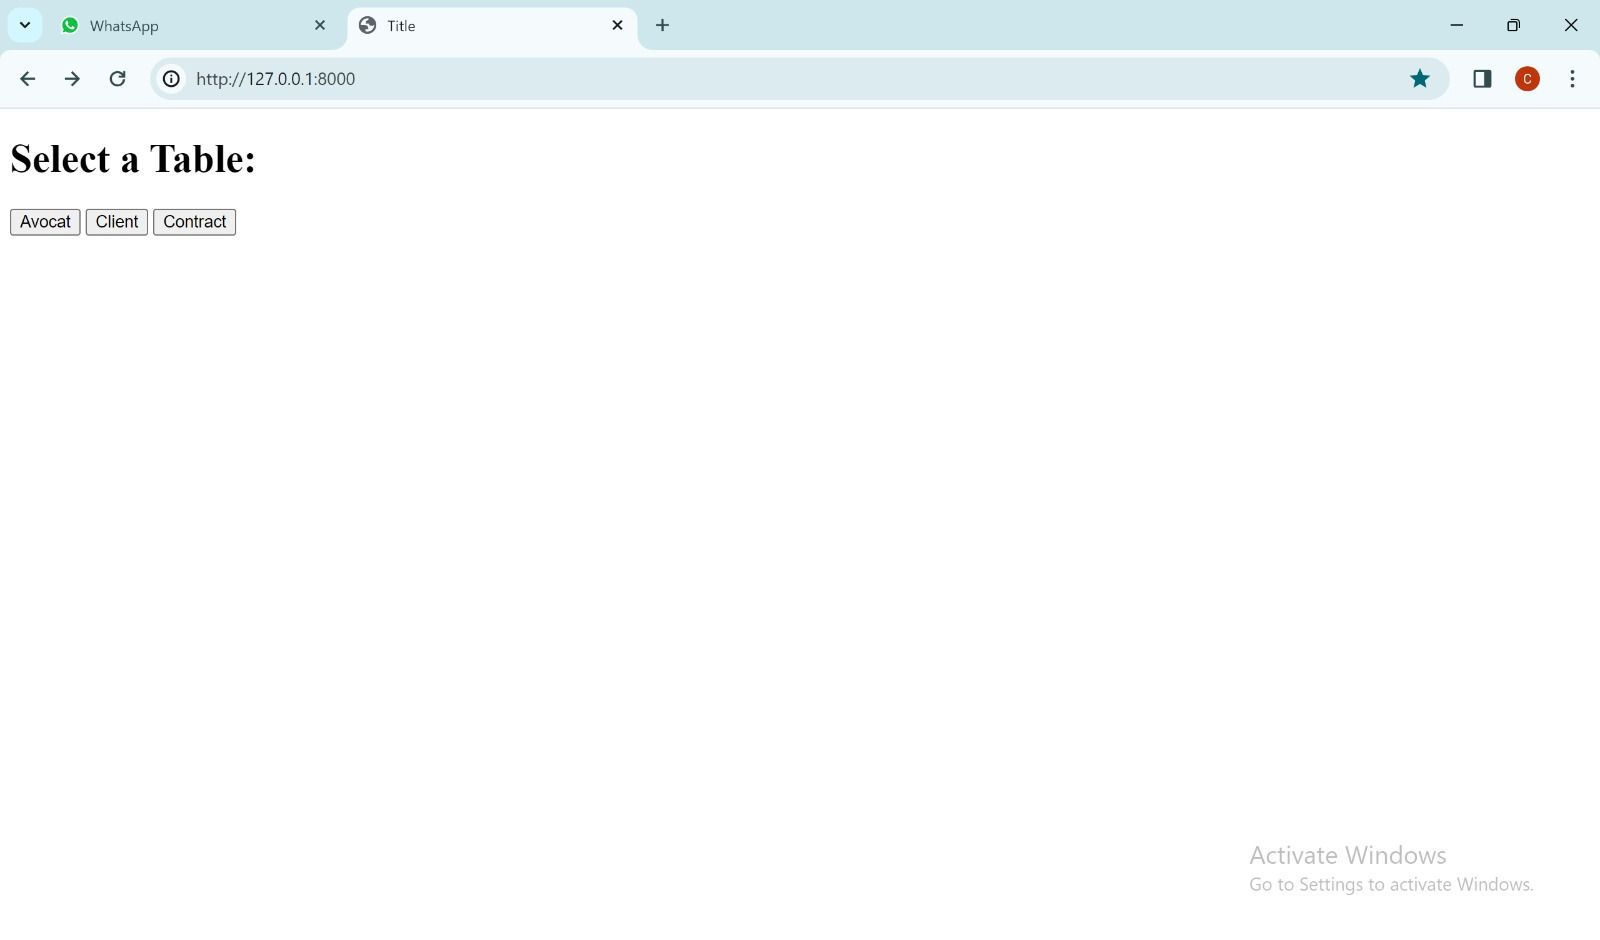 WhatsApp
Title
http://127.0.0.1:8000
C
Select a Table:
Avocat Client Contract
Activate Windows
Go to Settings to activate Windows.